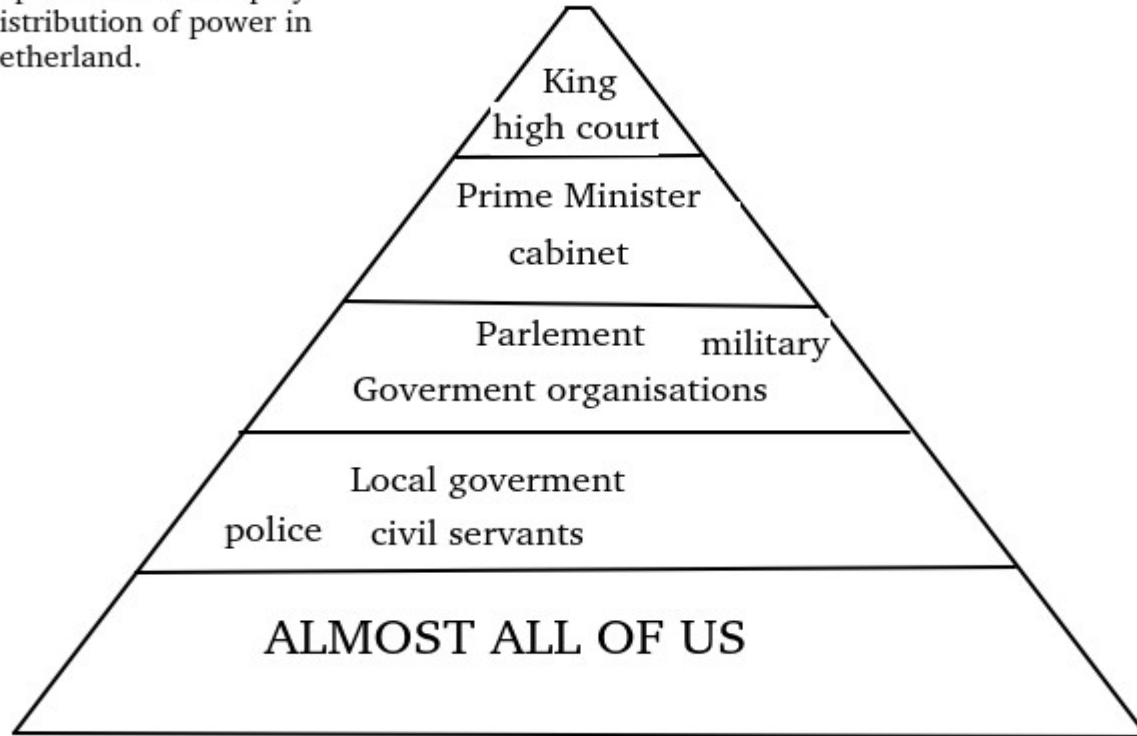 istribution of power in
etherland.
King
high court
Prime Minister
cabinet
Parlement military
Goverment organisations
Local goverment
police civil servants
ALMOST ALL OF US